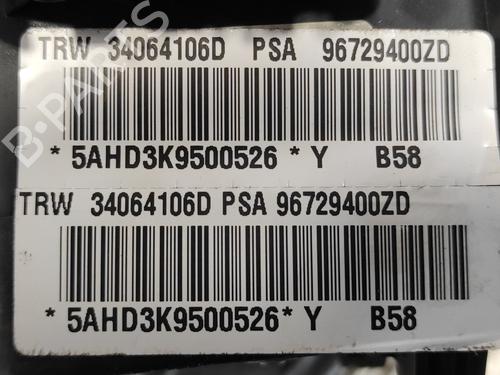 TRW 34064106D PSA 96729400ZD
* 5AHD3K9500526 * Y B58
TRW 34064106D PSA 96729400ZD
* 5AHD3K9500526 * Y B58
B-PARTS